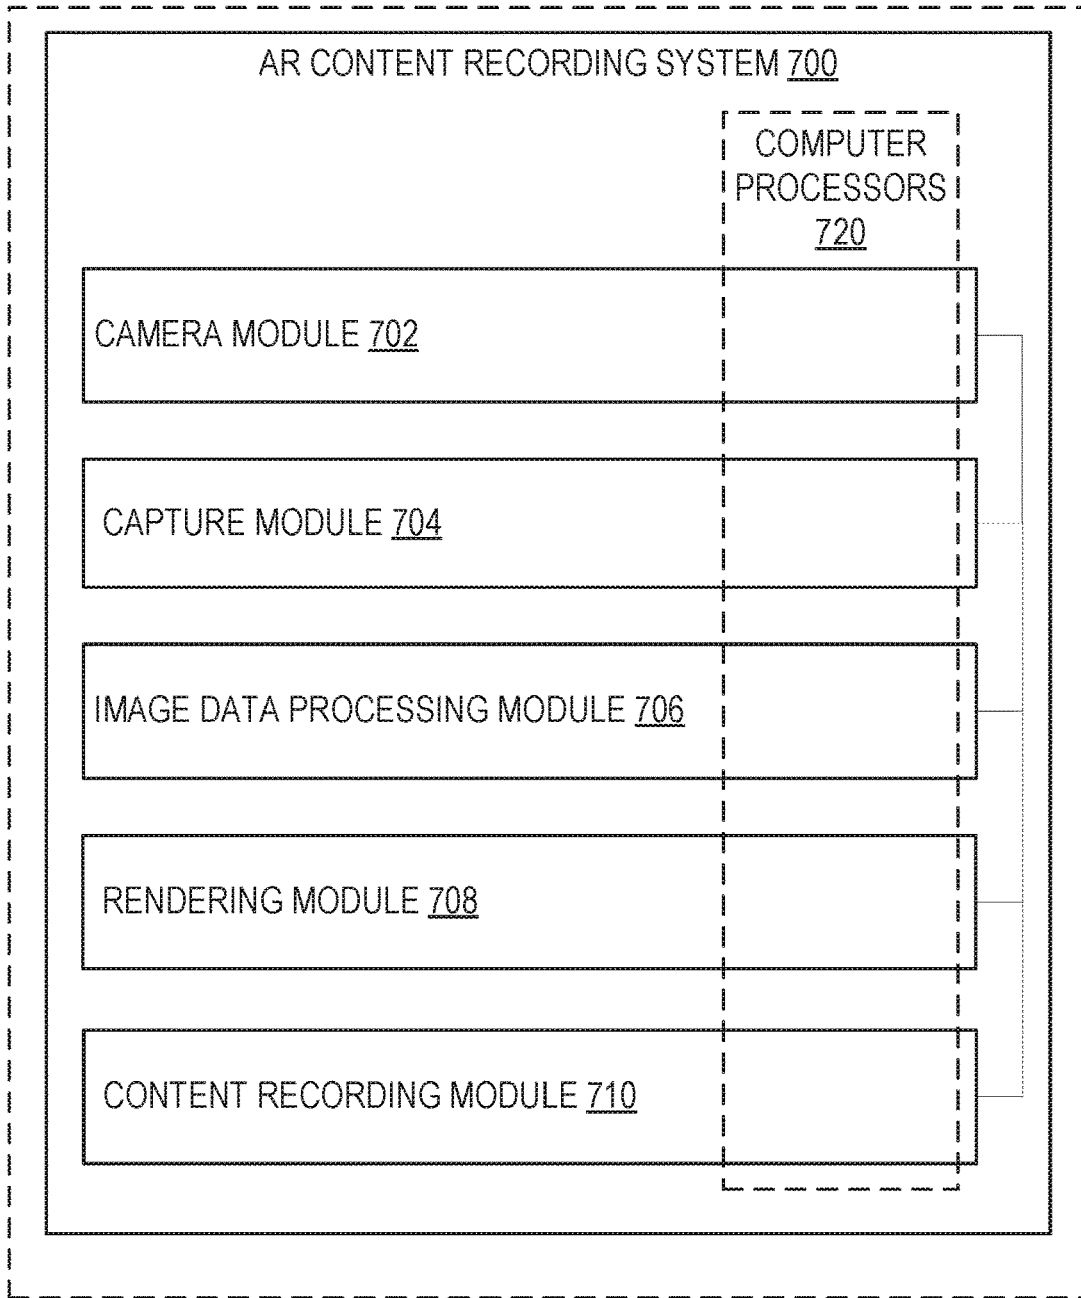 AR CONTENT RECORDING SYSTEM 700
COMPUTER
PROCESSORS
720
CAMERA MODULE 702
CAPTURE MODULE 704
IMAGE DATA PROCESSING MODULE 706
RENDERING MODULE 708
CONTENT RECORDING MODULE 710